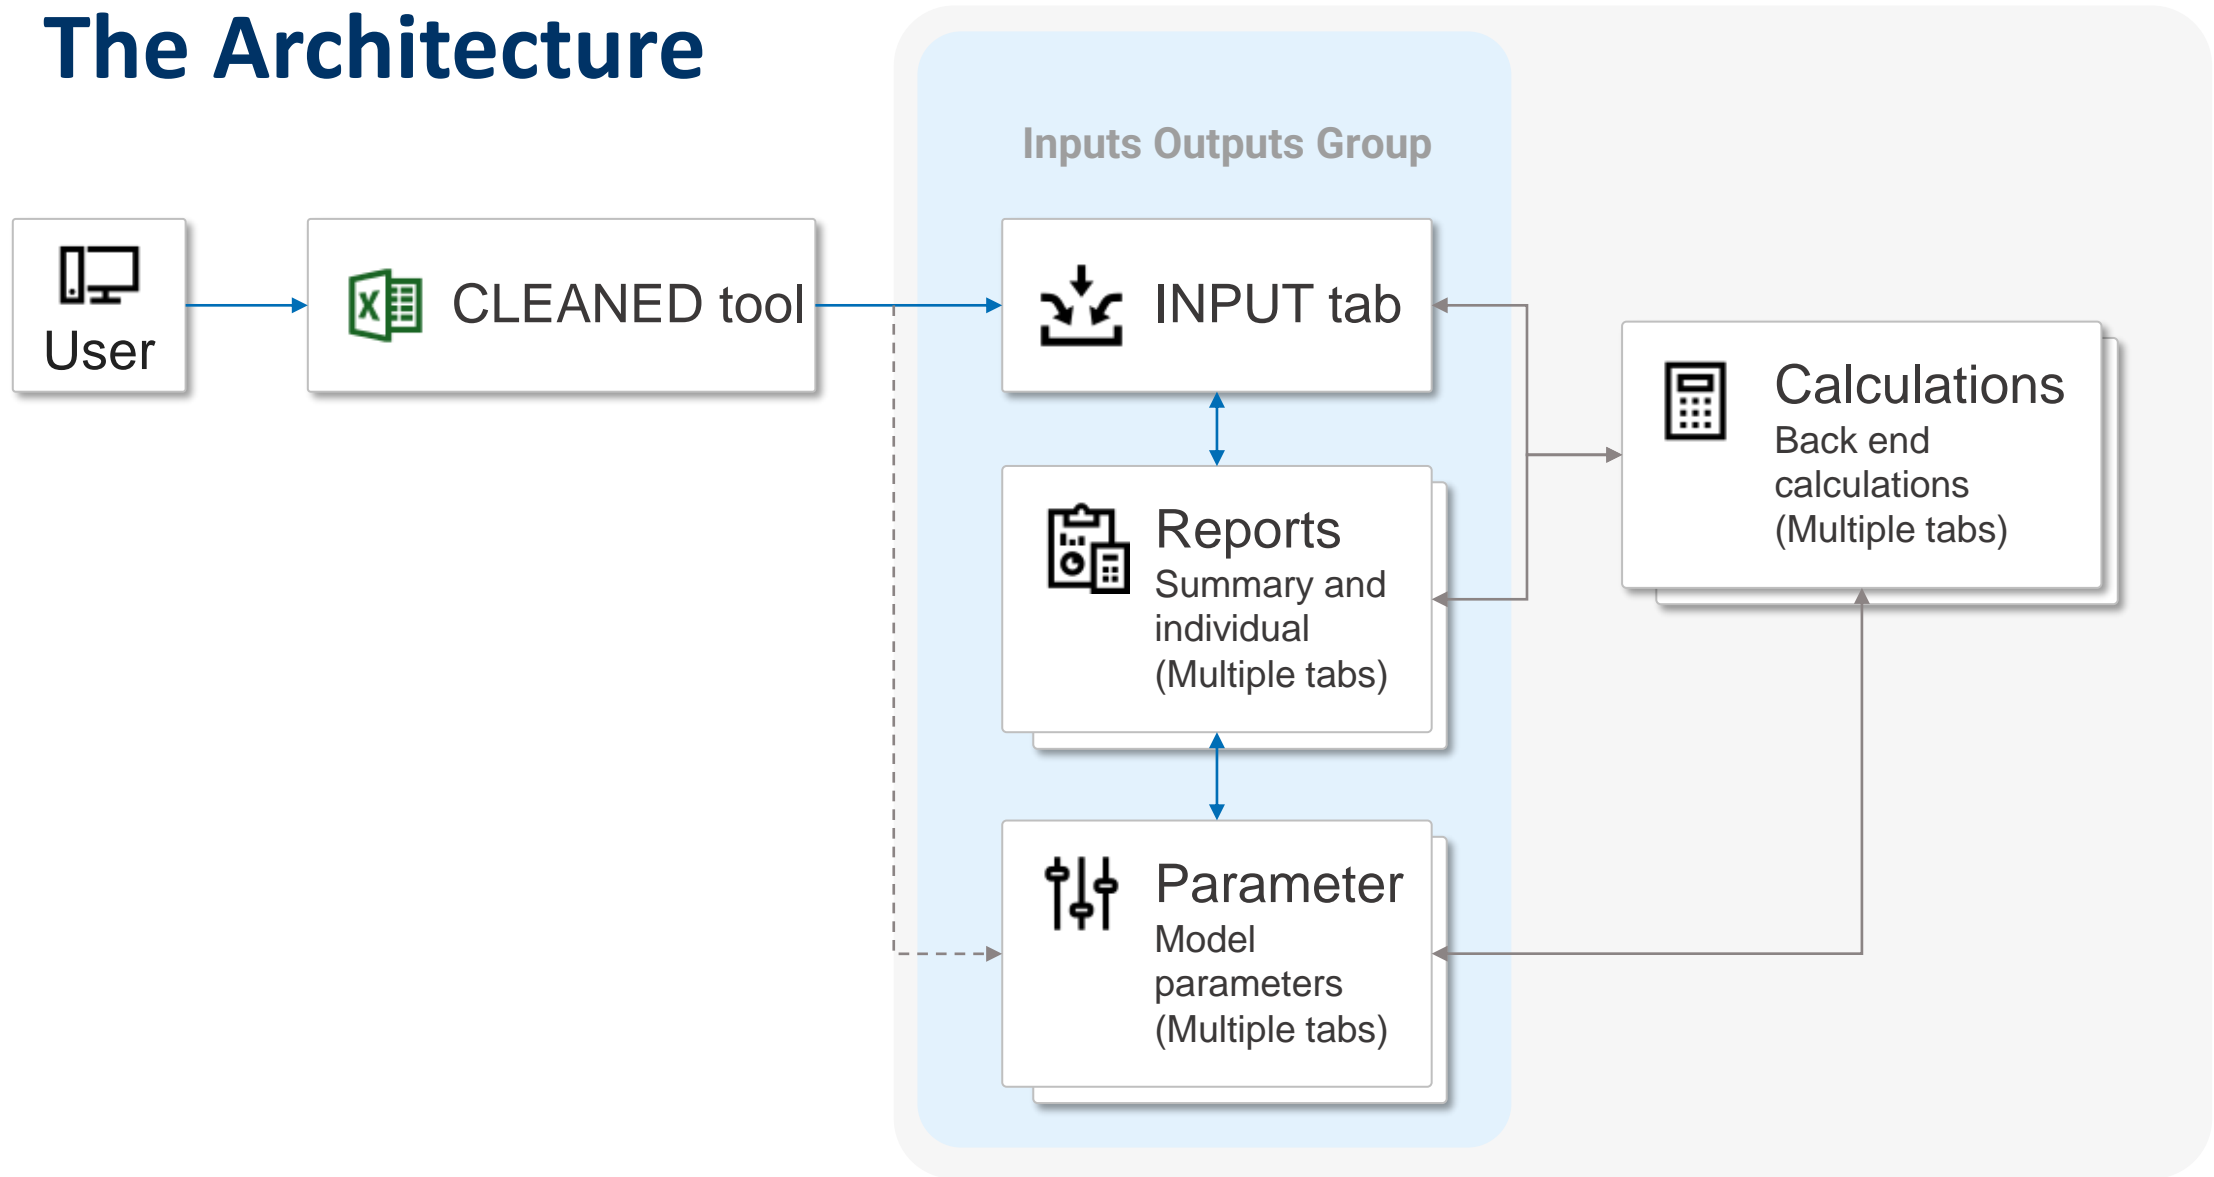 The Architecture
Inputs Outputs Group
User
CLEANED tool
INPUT tab
Reports
Summary and
individual
(Multiple tabs)
Parameter
Model
parameters
(Multiple tabs)
Calculations
Back end
calculations
(Multiple tabs)